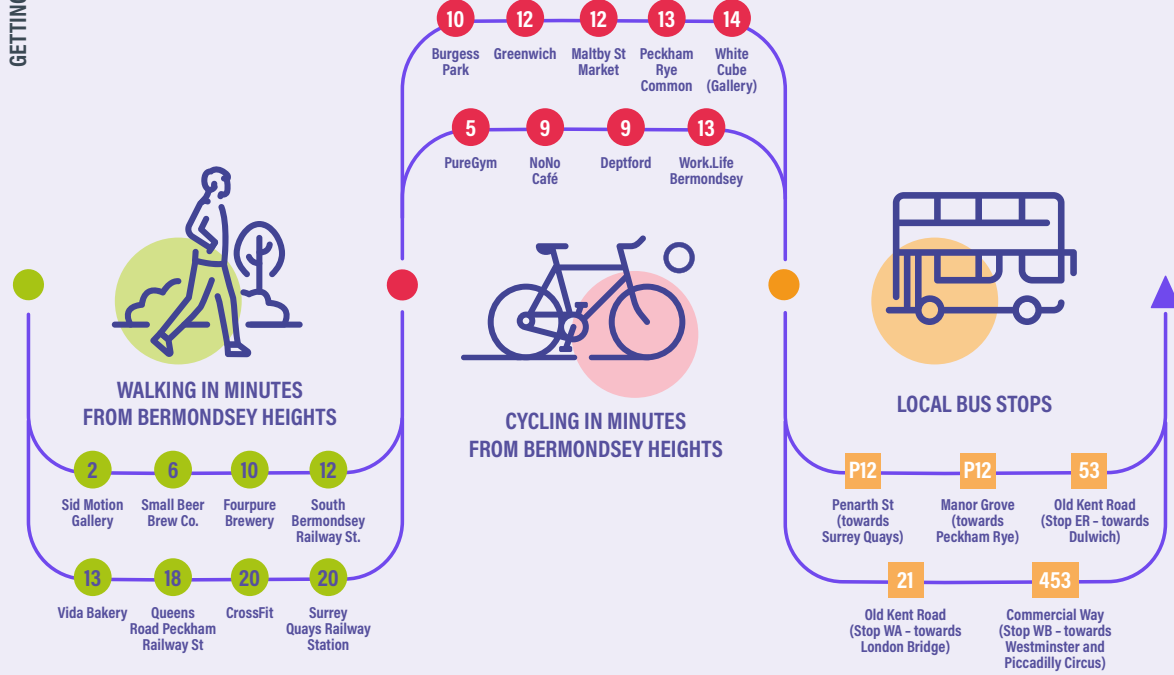 GETTING
10
12
12
13
14
Burgess
Park
Greenwich
Maltby St
Market
Peckham
Rye
Common
White
Cube
(Gallery)
5
9
9
13
PureGym
NoNo
Café
Deptford
Work.Life
Bermondsey
WALKING IN MINUTES
FROM BERMONDSEY HEIGHTS
CYCLING IN MINUTES
FROM BERMONDSEY HEIGHTS
LOCAL BUS STOPS
2
6
10
12
Sid Motion
Gallery
Small Beer
Brew Co.
Fourpure
Brewery
South
Bermondsey
Railway St.
13
18
20
20
Vida Bakery
Queens
Road Peckham
Railway St
CrossFit
Surrey
Quays Railway
Station
P12
P12
53
Penarth St
(towards
Surrey Quays)
Manor Grove
(towards
Peckham Rye)
Old Kent Road
(Stop ER – towards
Dulwich)
21
453
Old Kent Road
(Stop WA – towards
London Bridge)
Commercial Way
(Stop WB – towards
Westminster and
Piccadilly Circus)